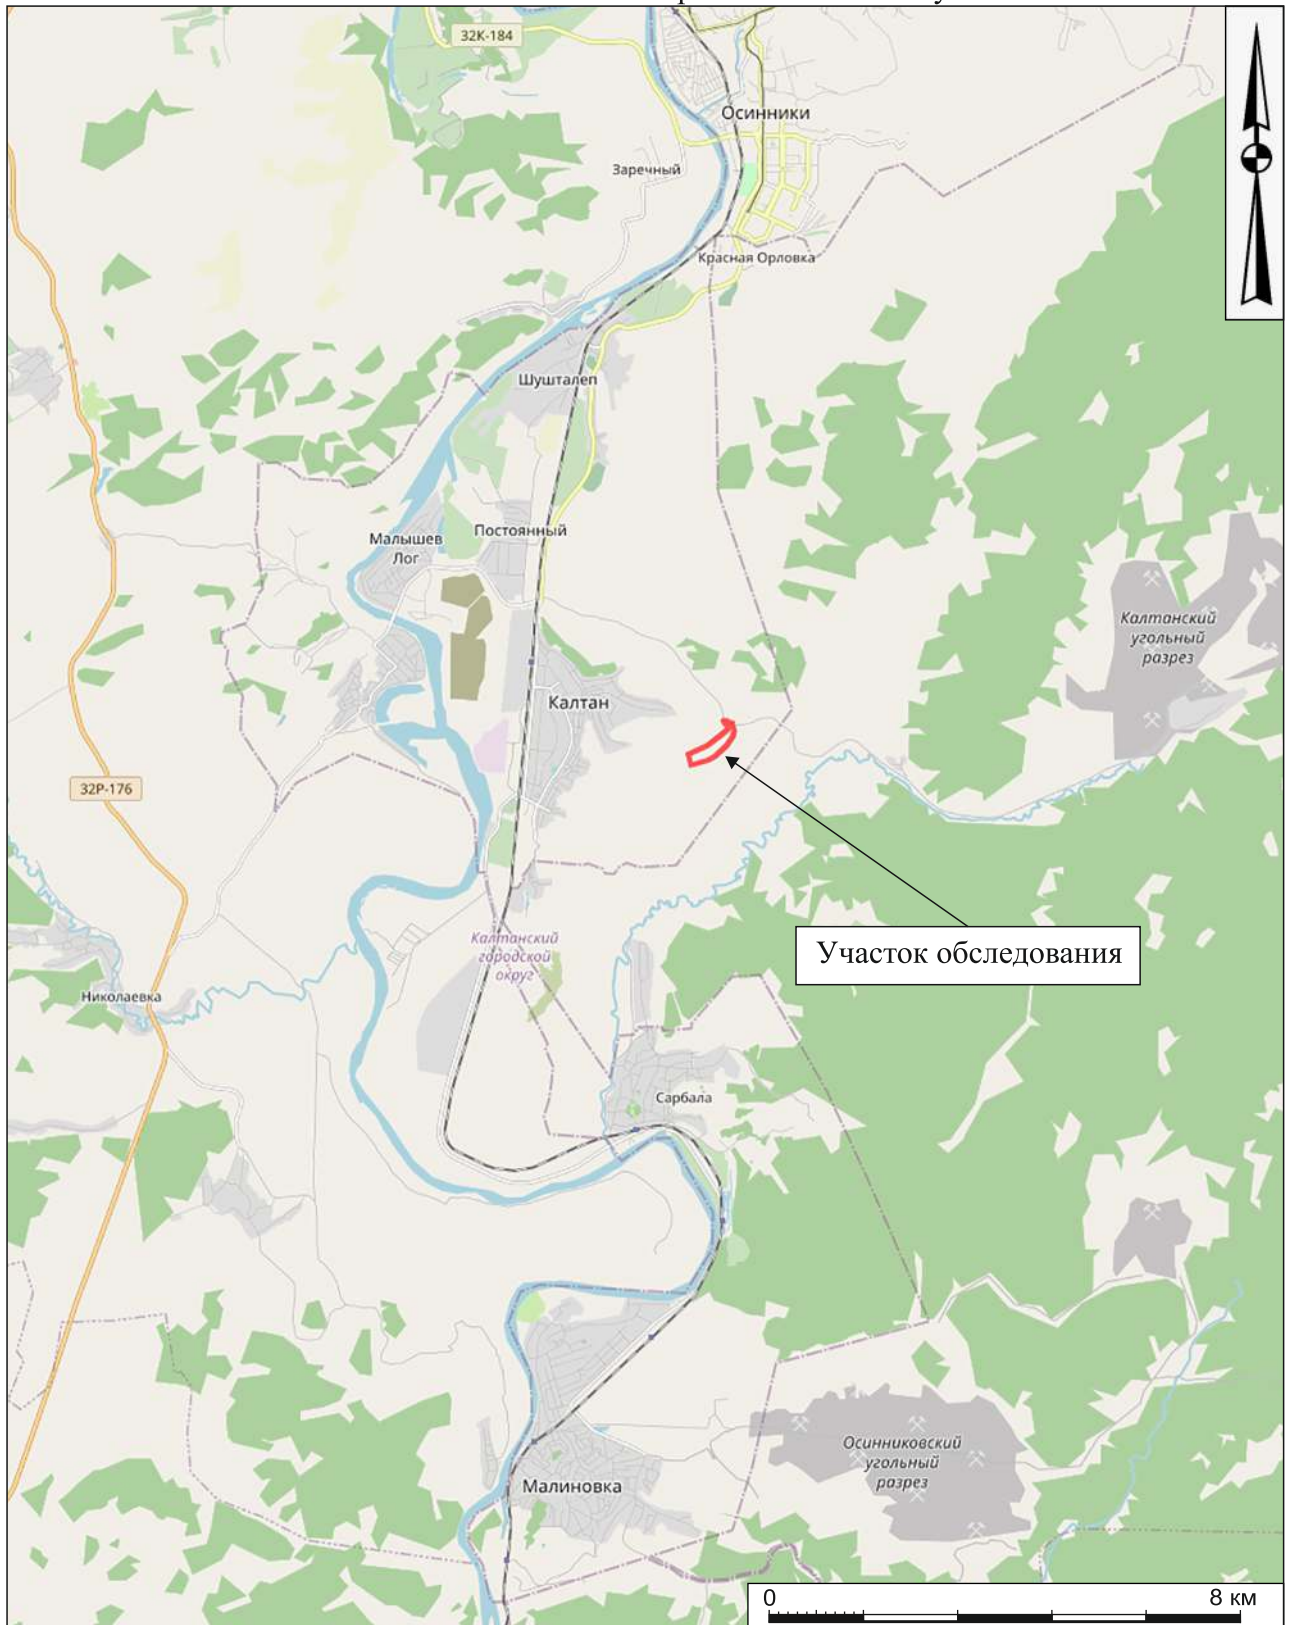 32К-184
Осинники
Заречный
Красная Орловка
Шушталеп
Постоянный
Малышев
Лог
Калтанский
угольный
разрез
Калтан
32Р-176
Участок обследования
Калтанский
городской
округ
Николаевка
Сарбала
Осинниковский
угольный
разрез
Малиновка
0 8 км